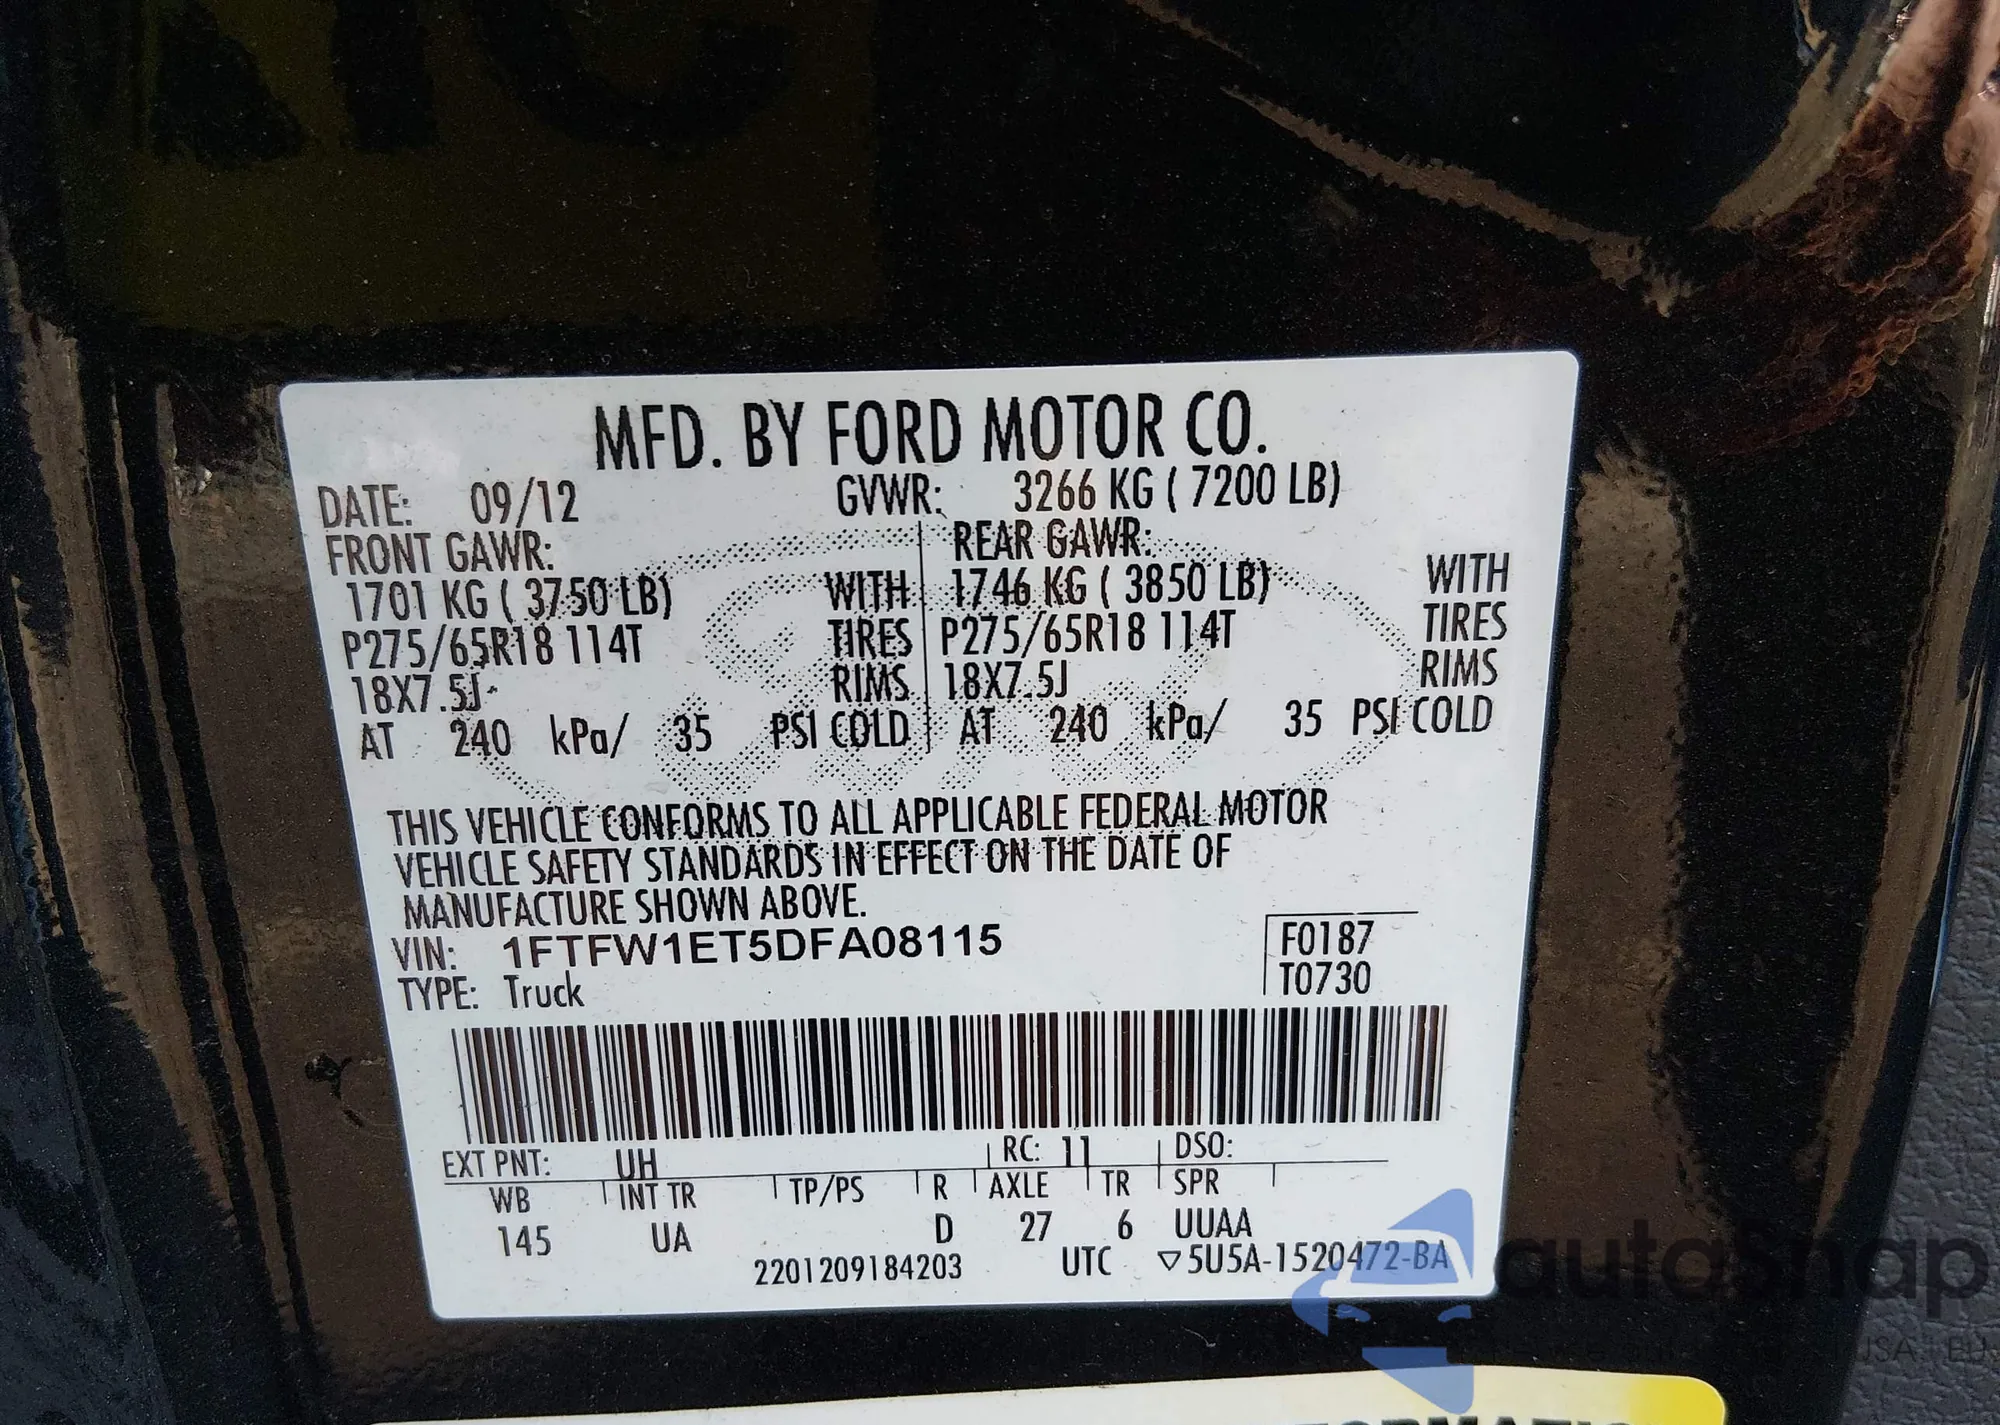 MFD. BY FORD MOTOR CO.
DATE: 09/12 GVWR: 3266 KG ( 7200 LB)
FRONT GAWR: REAR GAWR:
1701 KG ( 3750 LB) WITH 1746 KG ( 3850 LB) WITH
P275/65R18 114T TIRES P275/65R18 114T TIRES
18X7.5J RIMS 18X7.5J RIMS
AT 240 kPa/ 35 PSI COLD AT 240 kPa/ 35 PSI COLD
THIS VEHICLE CONFORMS TO ALL APPLICABLE FEDERAL MOTOR
VEHICLE SAFETY STANDARDS IN EFFECT ON THE DATE OF
MANUFACTURE SHOWN ABOVE.
VIN: 1FTFW1ET5DFA08115 F0187
TYPE: Truck T0730
EXT PNT: UH RC: 11 DSO:
WB INT TR TP/PS R AXLE TR SPR
145 UA D 27 6 UUAA
2201209184203 UTC ▽5U5A-1520472-BA
autoSnap